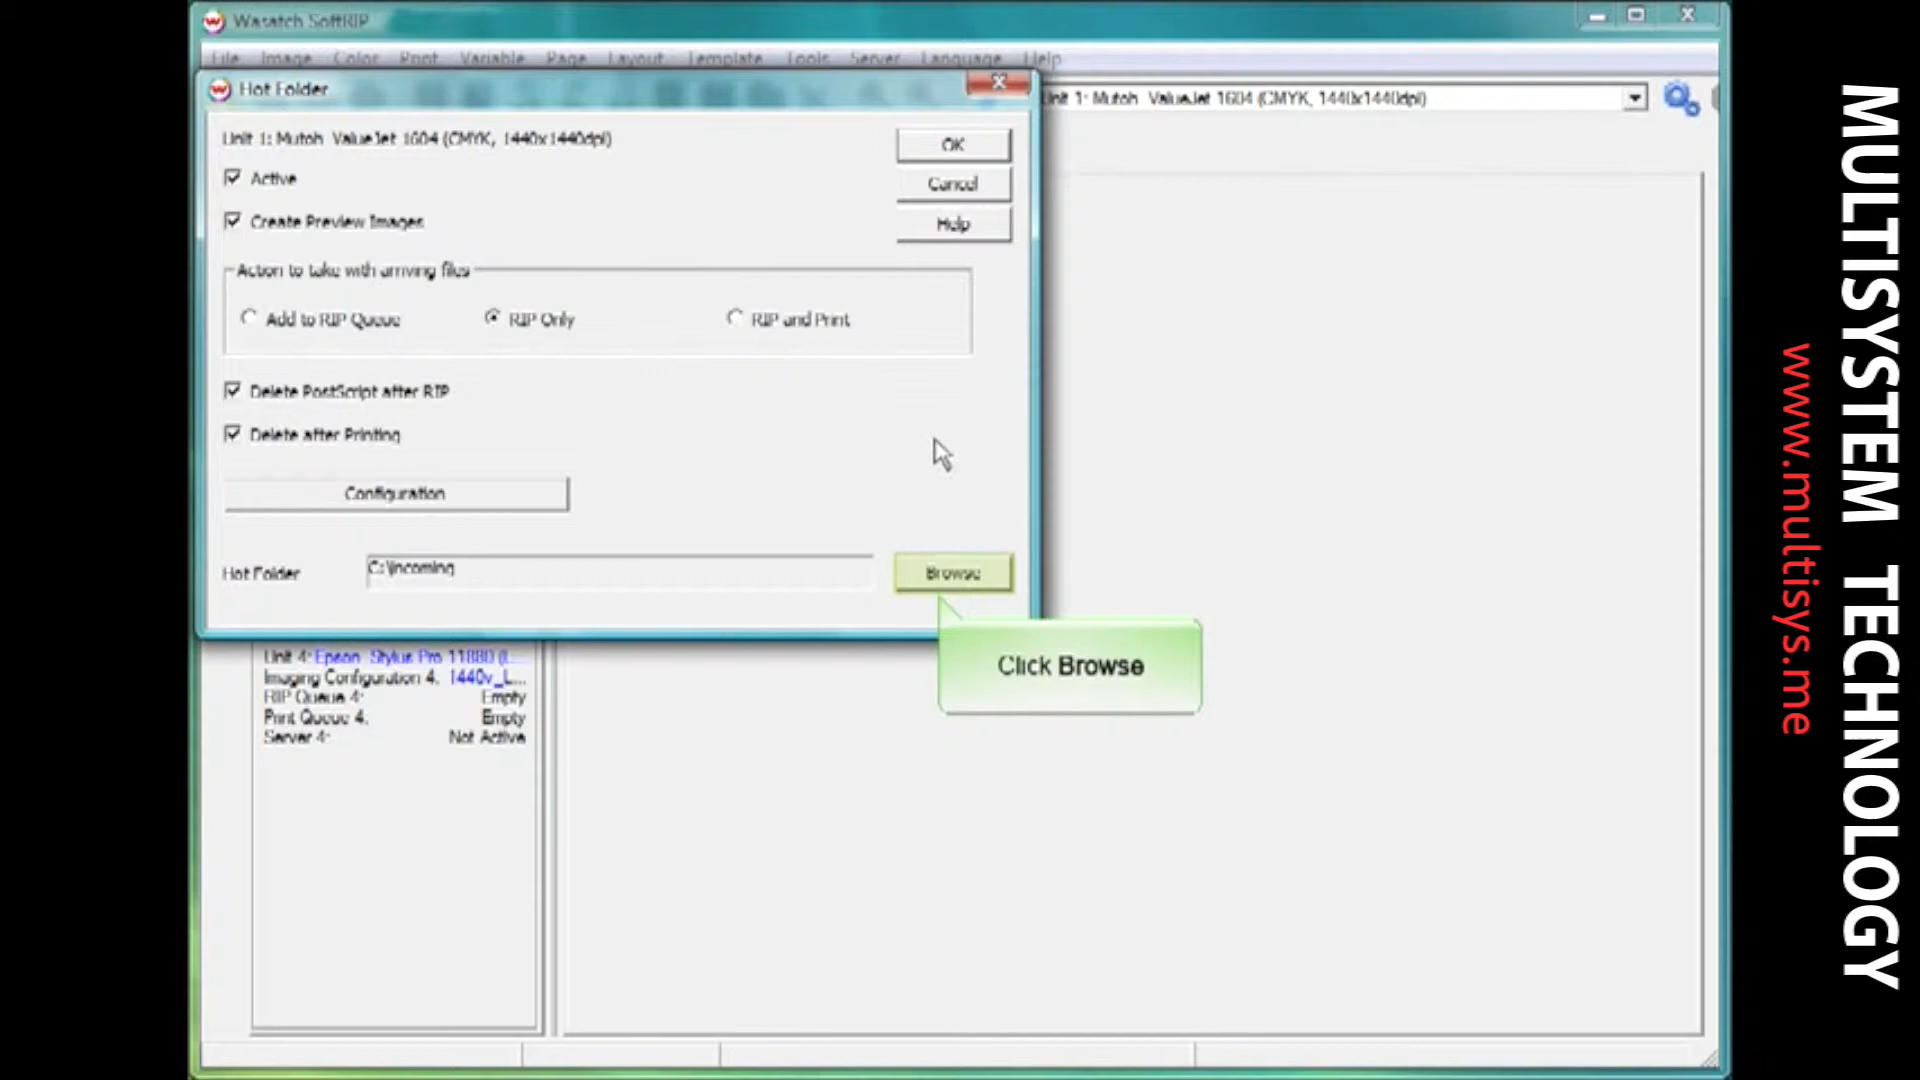 Wasatch SoftRIP
File Image Color Print Variable Page Layout Template Tools Server Language Help
Hot Folder
Unit 1: Mutoh ValueJet 1604 (CMYK, 1440x1440dpi)
Unit 1: Mutoh ValueJet 1604 (CMYK, 1440x1440dpi)
OK
Active
Cancel
Create Preview Images
Help
Action to take with arriving files
Add to RIP Queue RIP Only RIP and Print
Delete PostScript after RIP
Delete after Printing
Configuration
Hot Folder C:\Incoming Browse
Click Browse
Unit 4: Epson Stylus Pro 11880 (L...
Imaging Configuration 4: 1440v_L...
RIP Queue 4: Empty
Print Queue 4: Empty
Server 4: Not Active
MULTISYSTEM TECHNOLOGY
www.multisys.me